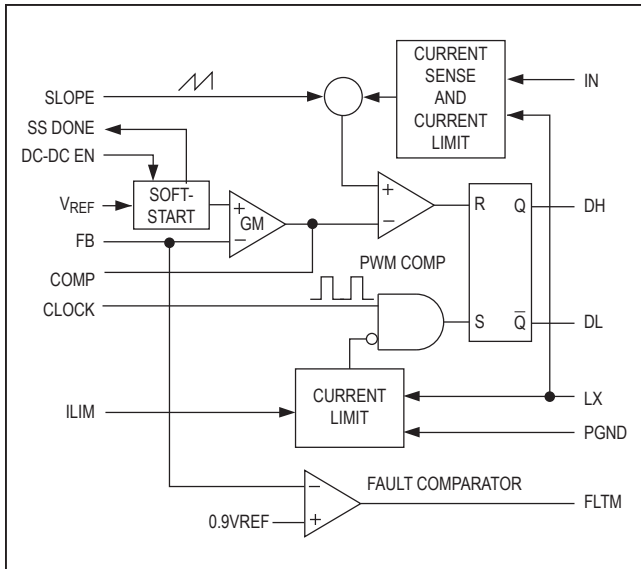 CURRENT
SENSE
AND
CURRENT
LIMIT
IN
SLOPE
SS DONE
DC-DC EN
VREF
SOFT-
START
+
−
GM
FB
COMP
CLOCK
+
−
PWM COMP
R
Q
S
Q̅
DH
DL
ILIM
CURRENT
LIMIT
LX
PGND
FAULT COMPARATOR
−
+
0.9VREF
FLTM